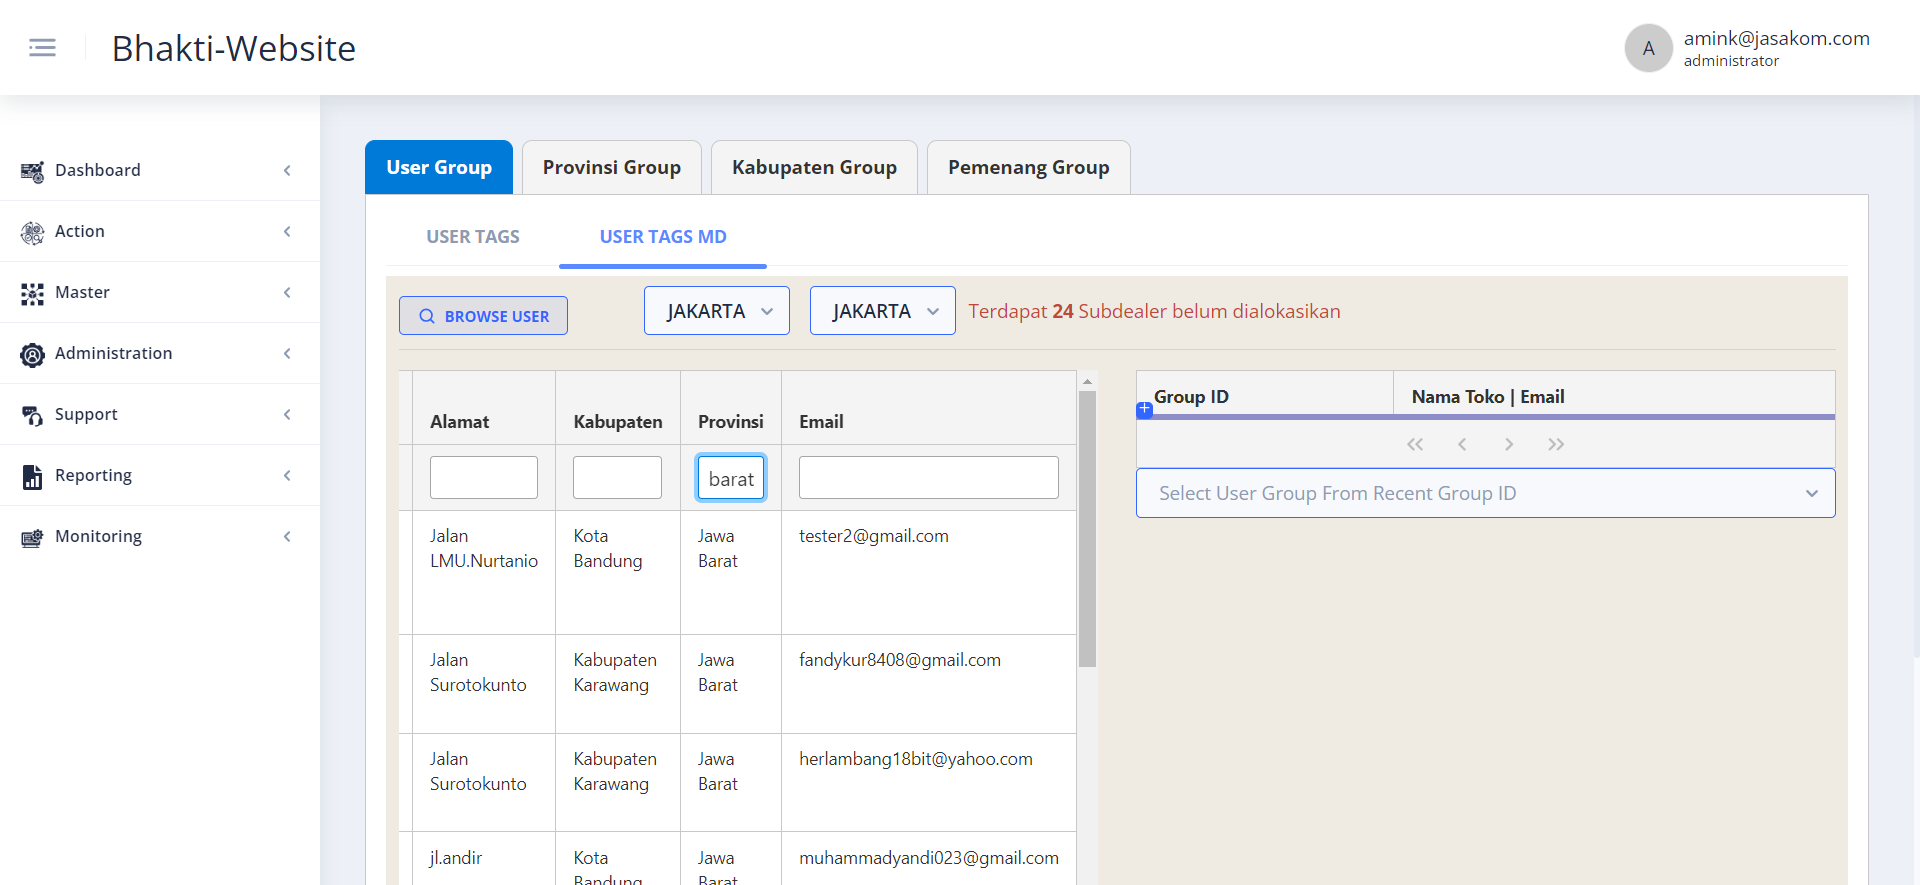 Bhakti-Website
A
amink@jasakom.com
administrator
Dashboard
Action
Master
Administration
Support
Reporting
Monitoring
User Group
Provinsi Group
Kabupaten Group
Pemenang Group
USER TAGS
USER TAGS MD
BROWSE USER
JAKARTA
JAKARTA
Terdapat 24 Subdealer belum dialokasikan
Alamat
Kabupaten
Provinsi
Email
barat
Jalan
LMU.Nurtanio
Kota
Bandung
Jawa
Barat
tester2@gmail.com
Jalan
Surotokunto
Kabupaten
Karawang
Jawa
Barat
fandykur8408@gmail.com
Jalan
Surotokunto
Kabupaten
Karawang
Jawa
Barat
herlambang18bit@yahoo.com
jl.andir
Kota
Bandung
Jawa
Barat
muhammadyandi023@gmail.com
Group ID
Nama Toko | Email
Select User Group From Recent Group ID